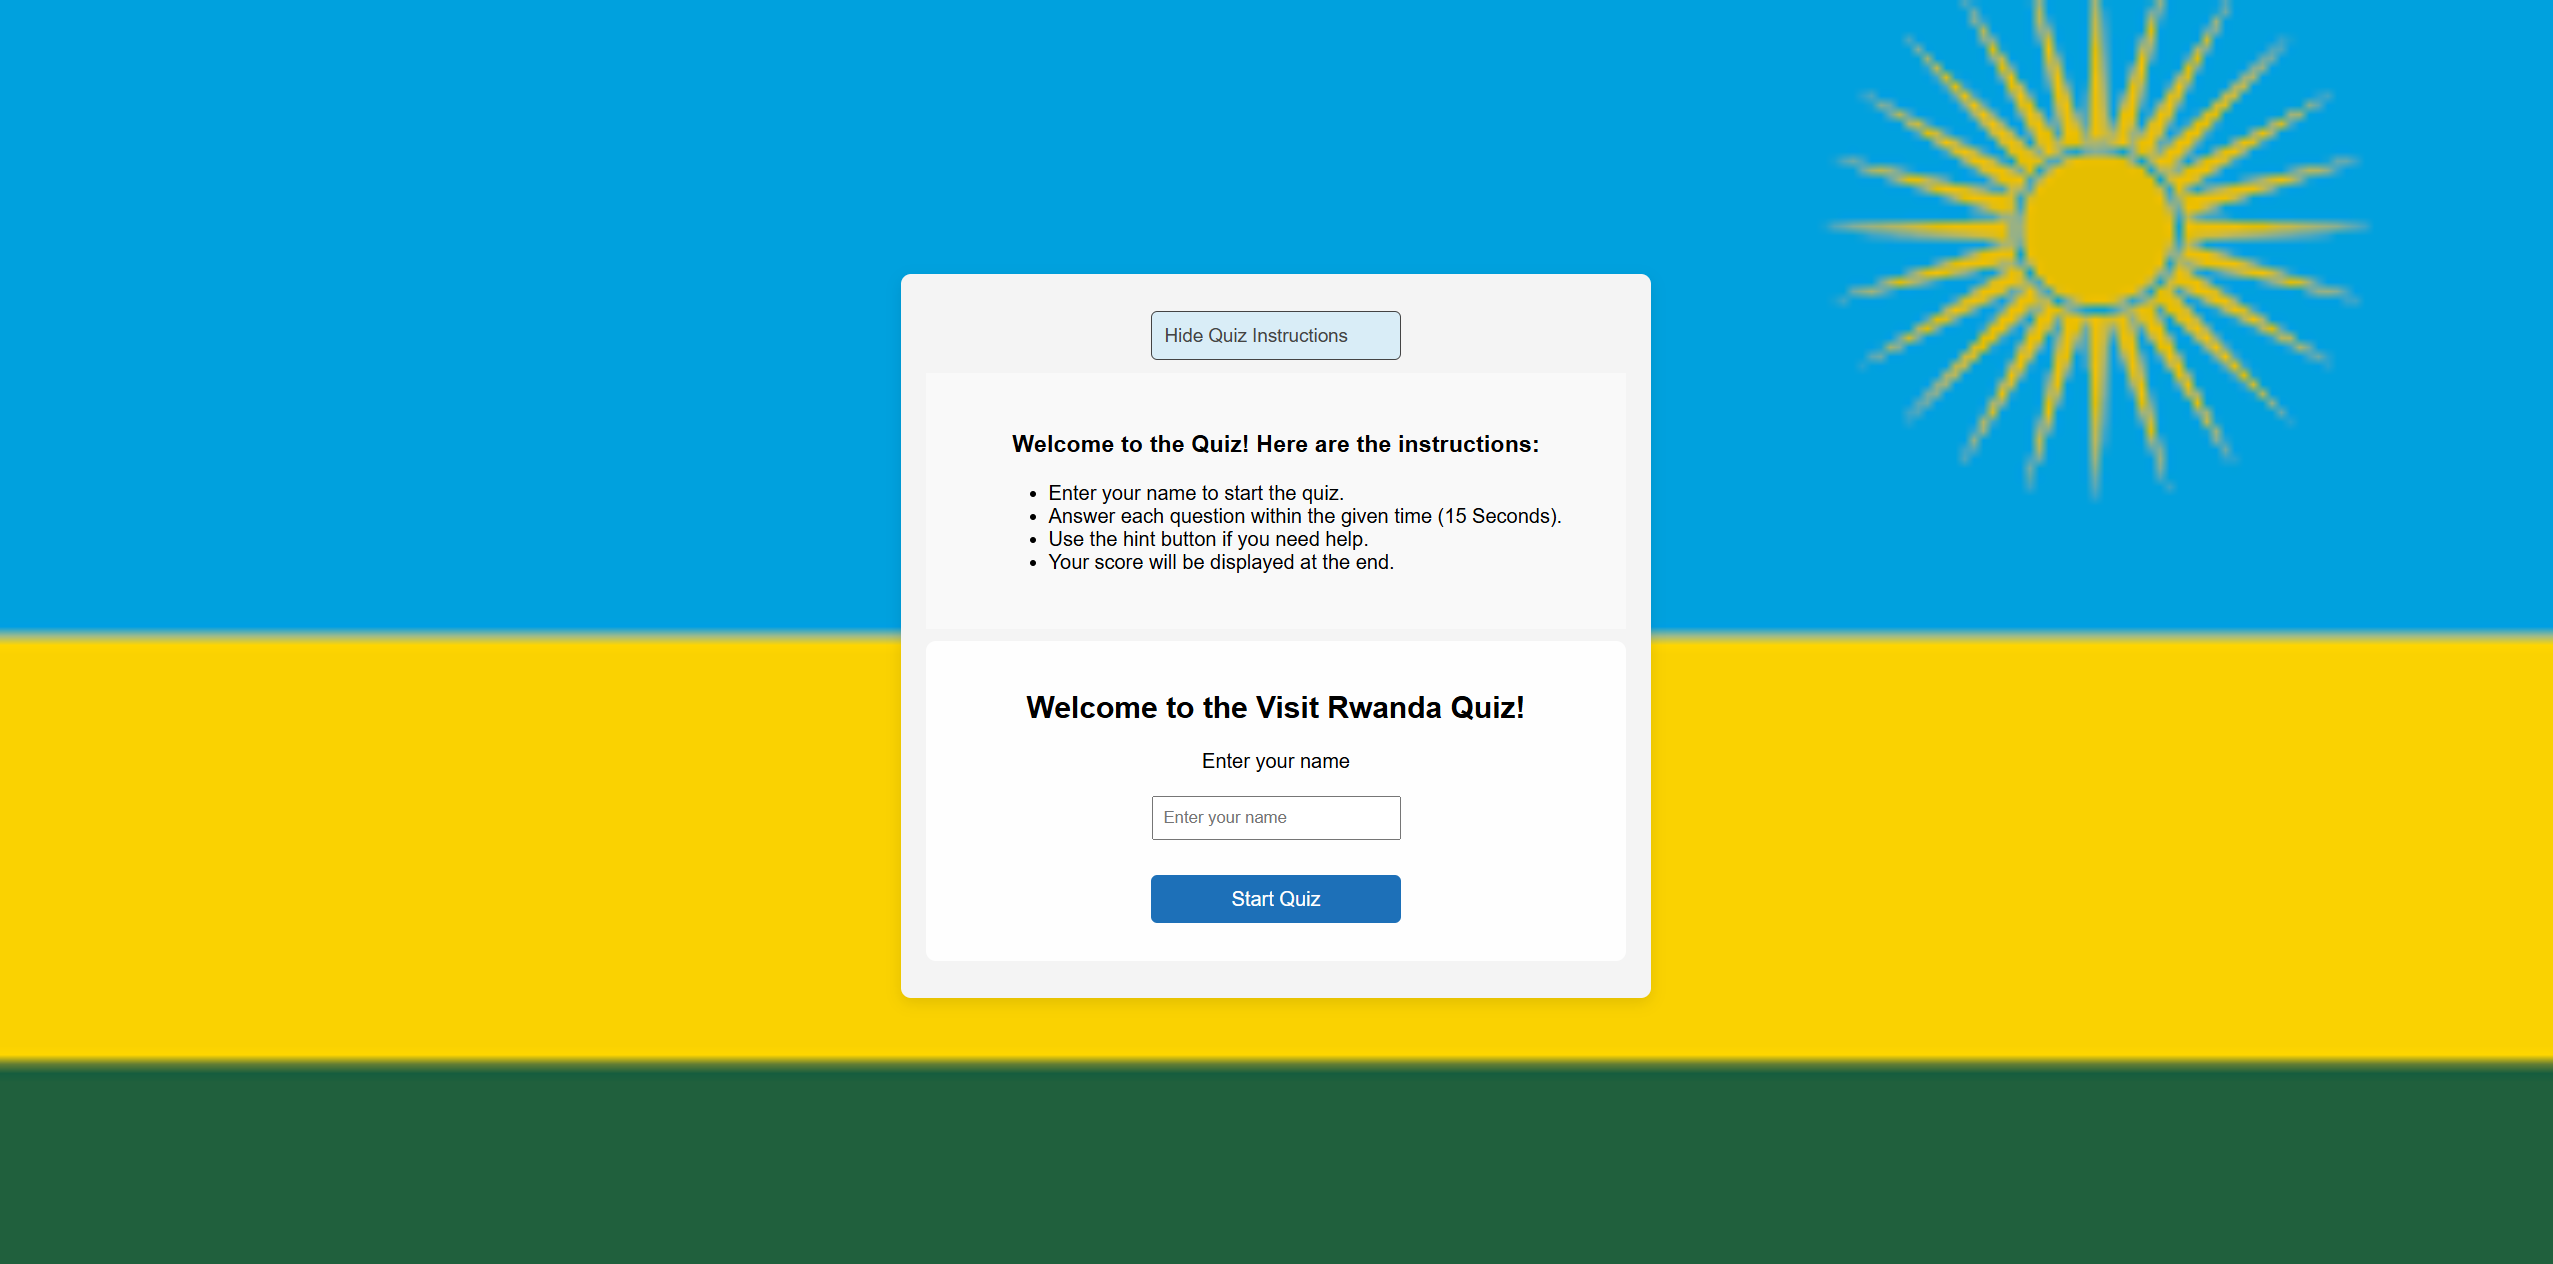 Hide Quiz Instructions
Welcome to the Quiz! Here are the instructions:
Enter your name to start the quiz.
Answer each question within the given time (15 Seconds).
Use the hint button if you need help.
Your score will be displayed at the end.
Welcome to the Visit Rwanda Quiz!
Enter your name
Enter your name
Start Quiz